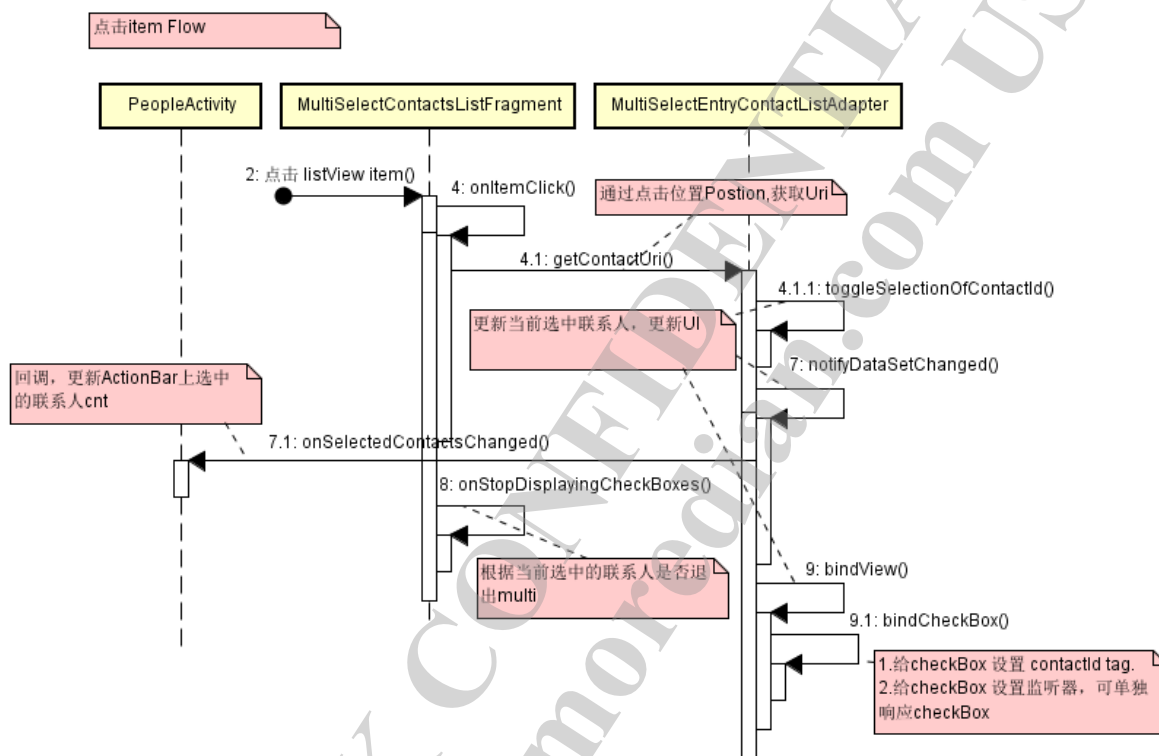 点击item Flow
PeopleActivity
MultiSelectContactsListFragment
MultiSelectEntryContactListAdapter
2: 点击 listView item()
4: onItemClick()
通过点击位置Postion,获取Uri
4.1: getContactUri()
4.1.1: toggleSelectionOfContactId()
更新当前选中联系人，更新UI
7: notifyDataSetChanged()
回调，更新ActionBar上选中
的联系人cnt
7.1: onSelectedContactsChanged()
8: onStopDisplayingCheckBoxes()
根据当前选中的联系人是否退
出multi
9: bindView()
9.1: bindCheckBox()
1.给checkBox 设置 contactId tag.
2.给checkBox 设置监听器，可单独
响应checkBox
CONFIDENTIA
moredian.com US